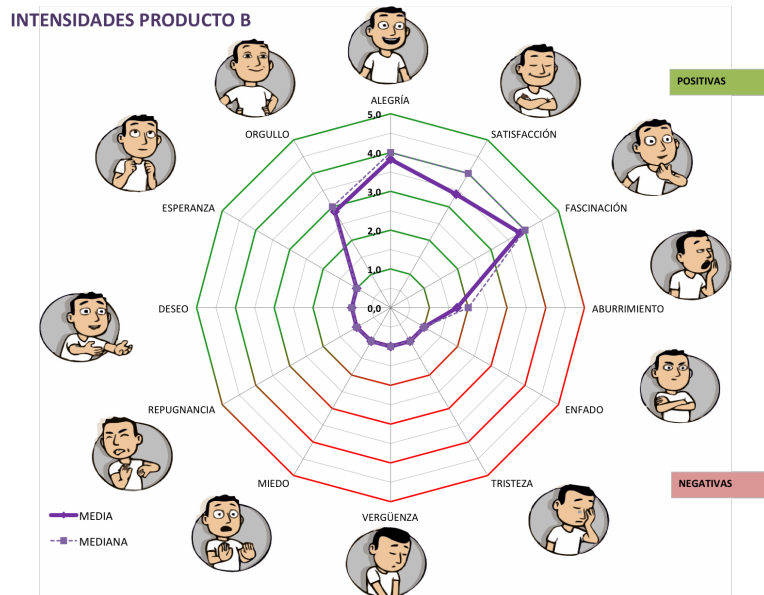 INTENSIDADES PRODUCTO B
POSITIVAS
ALEGRÍA
5,0
ORGULLO
SATISFACCIÓN
4,0
ESPERANZA
3,0
FASCINACIÓN
2,0
1,0
DESEO
0,0
ABURRIMIENTO
REPUGNANCIA
ENFADO
MIEDO
TRISTEZA
NEGATIVAS
VERGÜENZA
MEDIA
MEDIANA